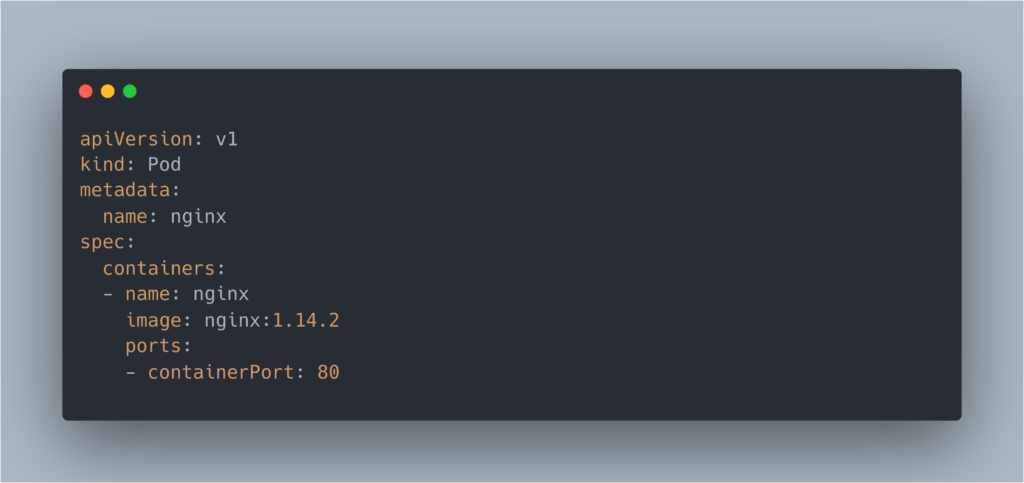 apiVersion: v1
kind: Pod
metadata:
  name: nginx
spec:
  containers:
  - name: nginx
    image: nginx:1.14.2
    ports:
    - containerPort: 80